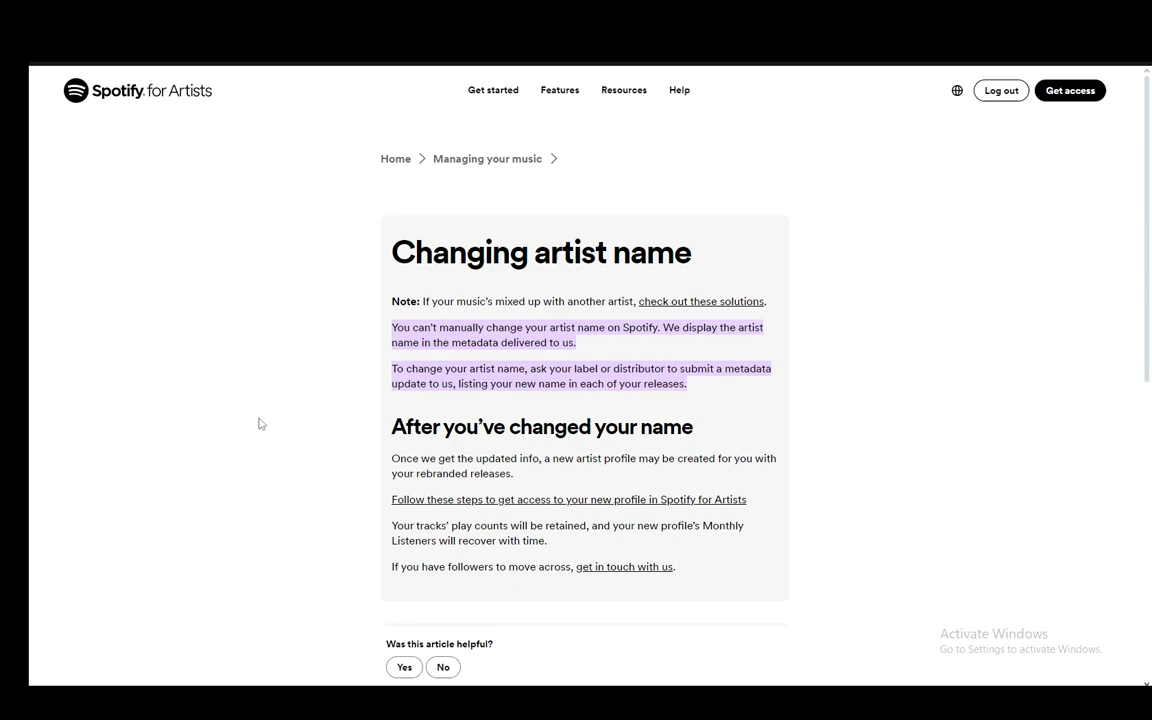 Spotify for Artists
Get started Features Resources Help
Log out Get access
Home Managing your music
Changing artist name
Note: If your music’s mixed up with another artist, check out these solutions.
You can’t manually change your artist name on Spotify. We display the artist
name in the metadata delivered to us.
To change your artist name, ask your label or distributor to submit a metadata
update to us, listing your new name in each of your releases.
After you’ve changed your name
Once we get the updated info, a new artist profile may be created for you with
your rebranded releases.
Follow these steps to get access to your new profile in Spotify for Artists
Your tracks’ play counts will be retained, and your new profile’s Monthly
Listeners will recover with time.
If you have followers to move across, get in touch with us.
Was this article helpful?
Yes No
Activate Windows
Go to Settings to activate Windows.